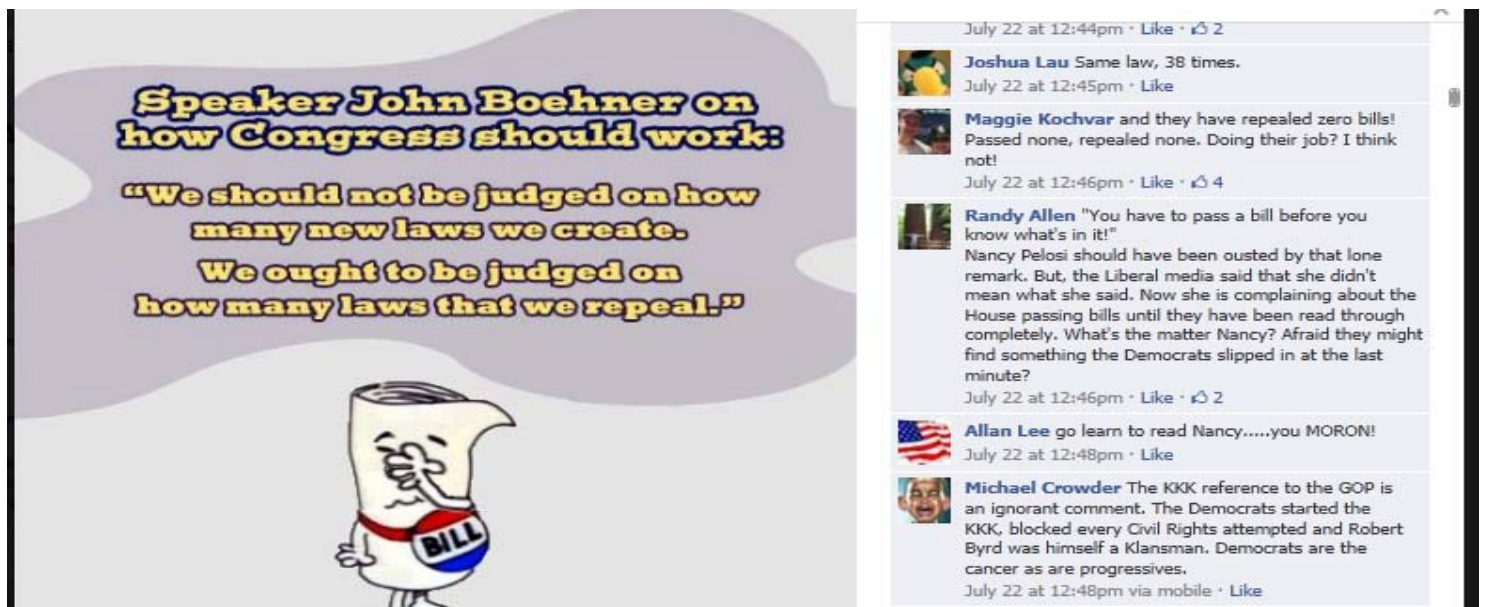 Speaker John Boehner on
how Congress should work:
“We should not be judged on how
many new laws we create.
We ought to be judged on
how many laws that we repeal.”
BILL
July 22 at 12:44pm · Like · 2
Joshua Lau Same law, 38 times.
July 22 at 12:45pm · Like
Maggie Kochvar and they have repealed zero bills!
Passed none, repealed none. Doing their job? I think
not!
July 22 at 12:46pm · Like · 4
Randy Allen "You have to pass a bill before you
know what's in it!"
Nancy Pelosi should have been ousted by that lone
remark. But, the Liberal media said that she didn't
mean what she said. Now she is complaining about the
House passing bills until they have been read through
completely. What's the matter Nancy? Afraid they might
find something the Democrats slipped in at the last
minute?
July 22 at 12:46pm · Like · 2
Allan Lee go learn to read Nancy.....you MORON!
July 22 at 12:48pm · Like
Michael Crowder The KKK reference to the GOP is
an ignorant comment. The Democrats started the
KKK, blocked every Civil Rights attempted and Robert
Byrd was himself a Klansman. Democrats are the
cancer as are progressives.
July 22 at 12:48pm via mobile · Like